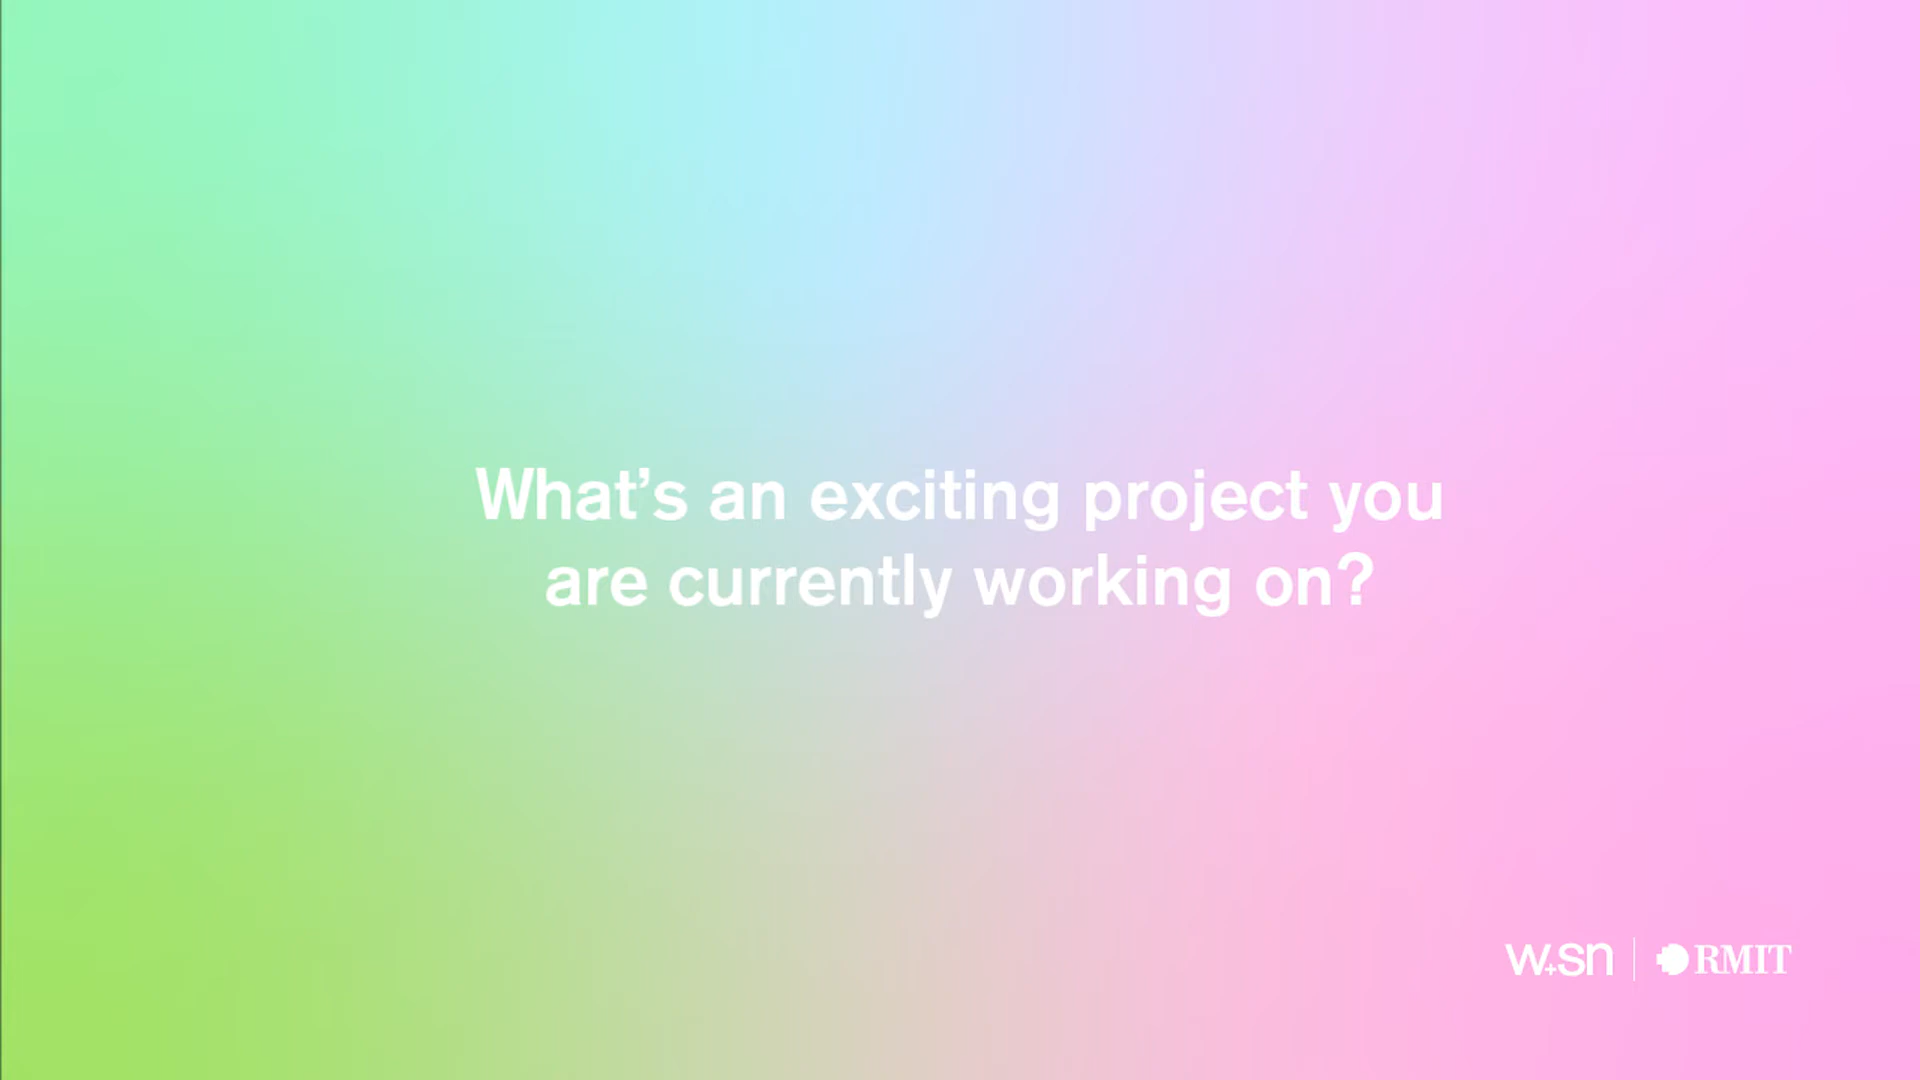 What’s an exciting project you
are currently working on?
w+sn
RMIT